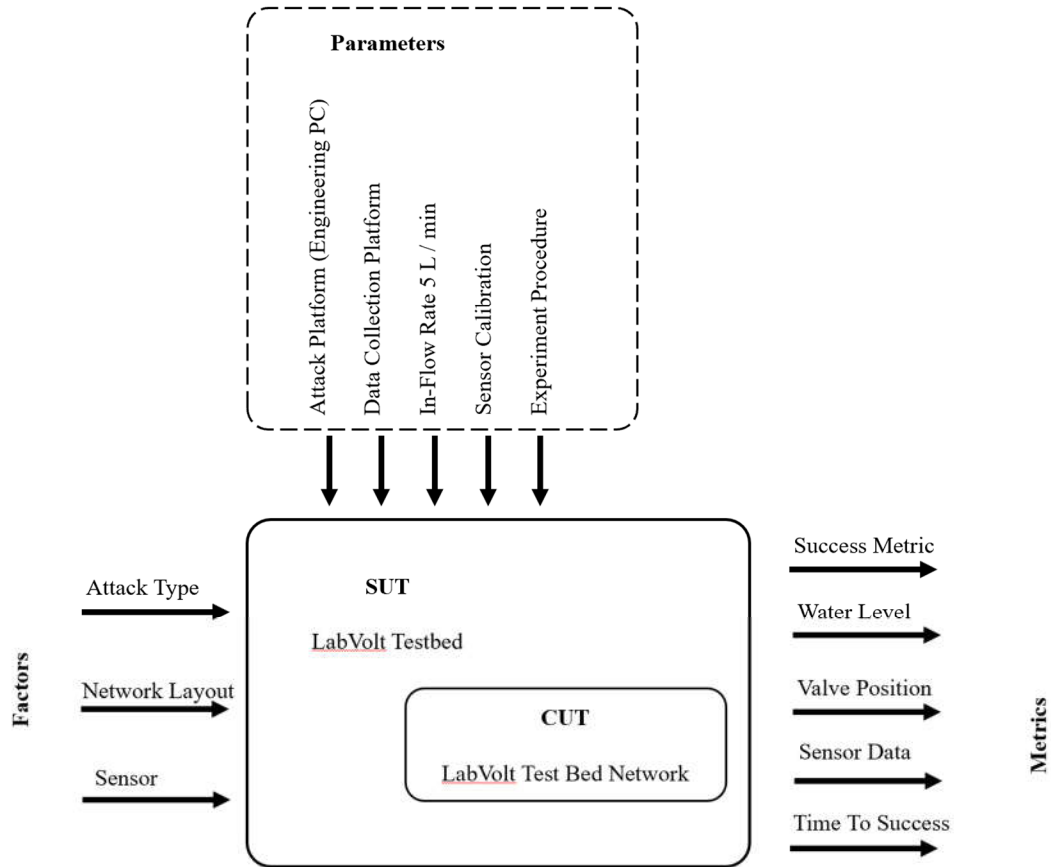 Parameters
Attack Platform (Engineering PC)
Data Collection Platform
In-Flow Rate 5 L / min
Sensor Calibration
Experiment Procedure
Factors
Attack Type
Network Layout
Sensor
SUT
LabVolt Testbed
CUT
LabVolt Test Bed Network
Success Metric
Water Level
Valve Position
Sensor Data
Time To Success
Metrics